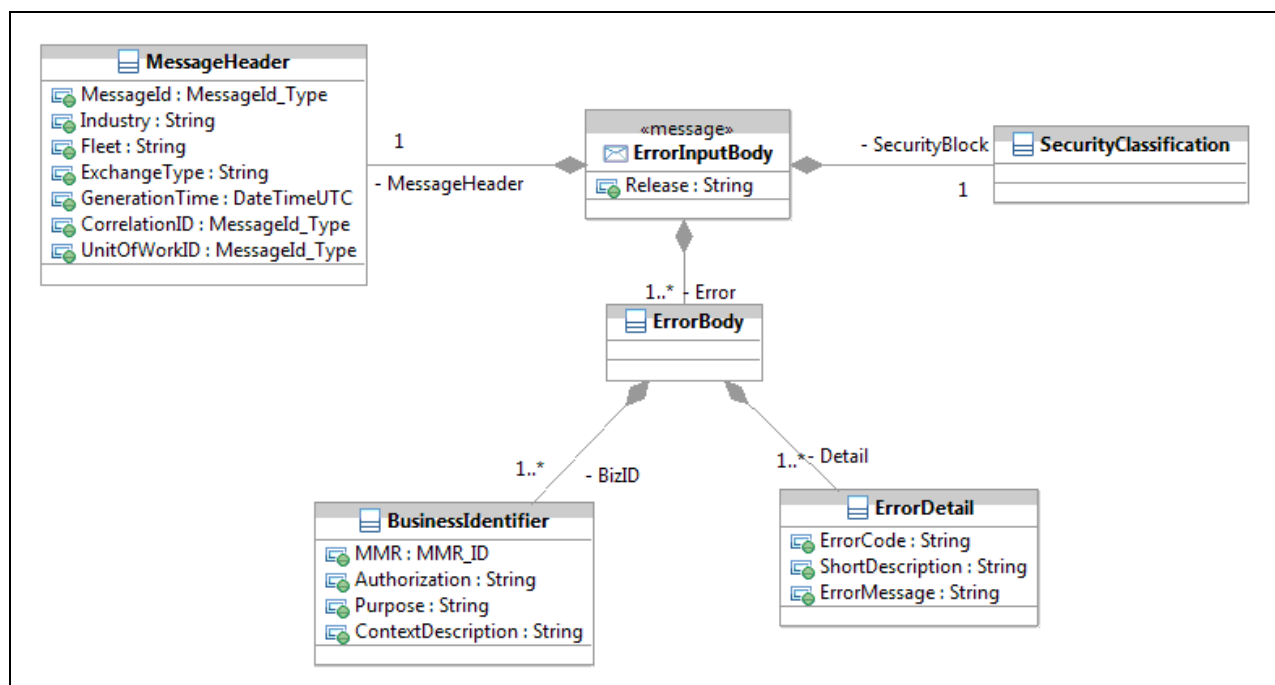 MessageHeader
MessageId : MessageId_Type
Industry : String
Fleet : String
ExchangeType : String
GenerationTime : DateTimeUTC
CorrelationID : MessageId_Type
UnitOfWorkID : MessageId_Type
1
- MessageHeader
«message»
ErrorInputBody
Release : String
- SecurityBlock
1
SecurityClassification
1..* - Error
ErrorBody
1..*
- BizID
1..* - Detail
BusinessIdentifier
MMR : MMR_ID
Authorization : String
Purpose : String
ContextDescription : String
ErrorDetail
ErrorCode : String
ShortDescription : String
ErrorMessage : String